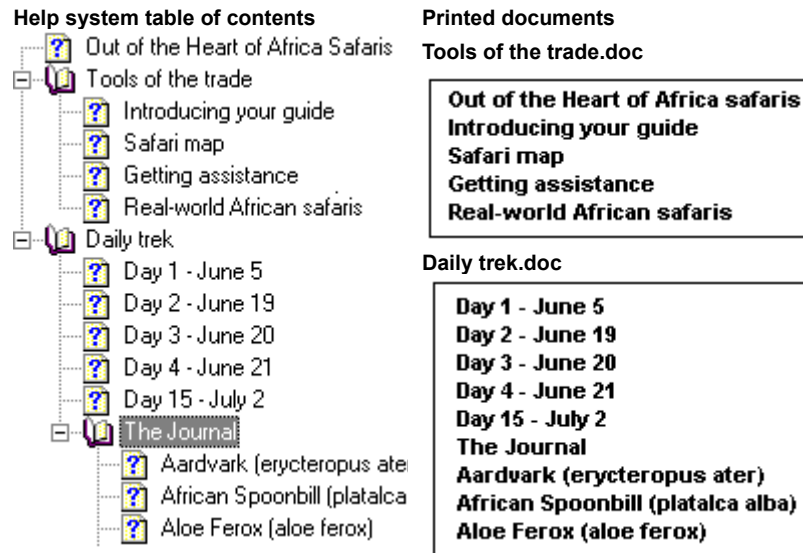 Help system table of contents
Out of the Heart of Africa Safaris
Tools of the trade
Introducing your guide
Safari map
Getting assistance
Real-world African safaris
Daily trek
Day 1 - June 5
Day 2 - June 19
Day 3 - June 20
Day 4 - June 21
Day 15 - July 2
The Journal
Aardvark (erycteropus ate
African Spoonbill (platalca
Aloe Ferox (aloe ferox)
Printed documents
Tools of the trade.doc
Out of the Heart of Africa safaris
Introducing your guide
Safari map
Getting assistance
Real-world African safaris
Daily trek.doc
Day 1 - June 5
Day 2 - June 19
Day 3 - June 20
Day 4 - June 21
Day 15 - July 2
The Journal
Aardvark (erycteropus ater)
African Spoonbill (platalca alba)
Aloe Ferox (aloe ferox)